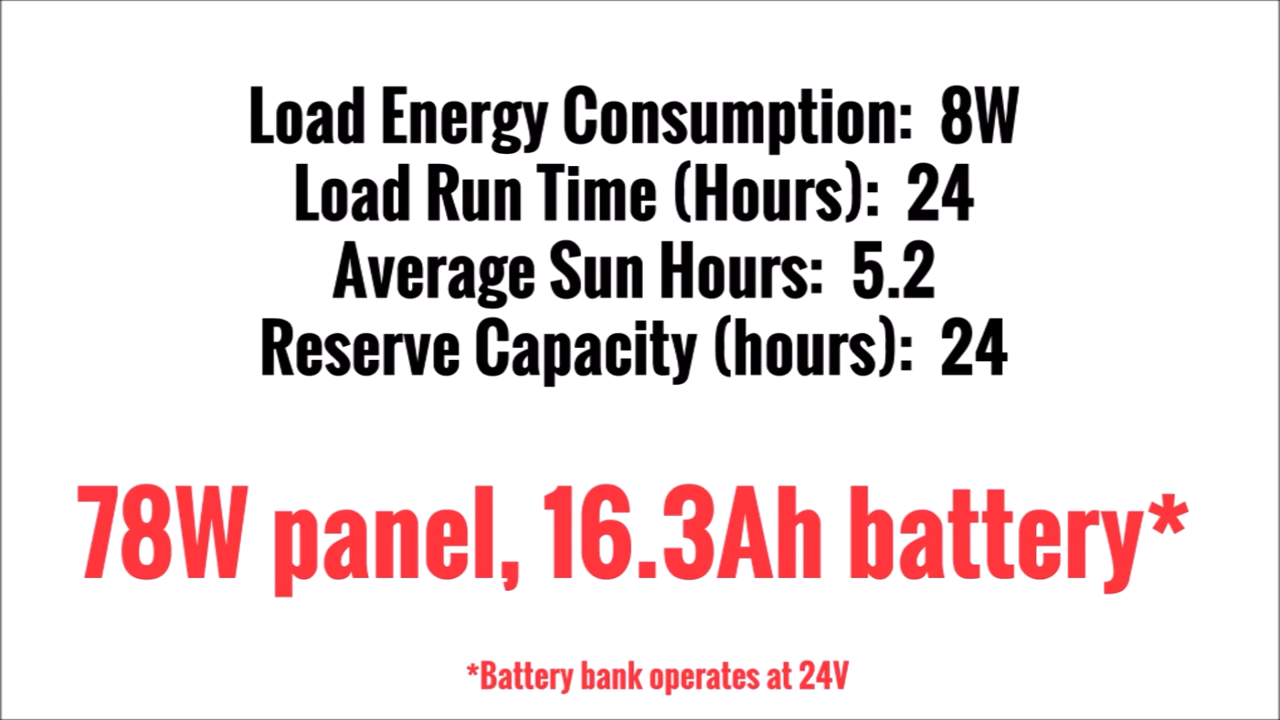 Load Energy Consumption: 8W
Load Run Time (Hours): 24
Average Sun Hours: 5.2
Reserve Capacity (hours): 24
78W panel, 16.3Ah battery*
*Battery bank operates at 24V